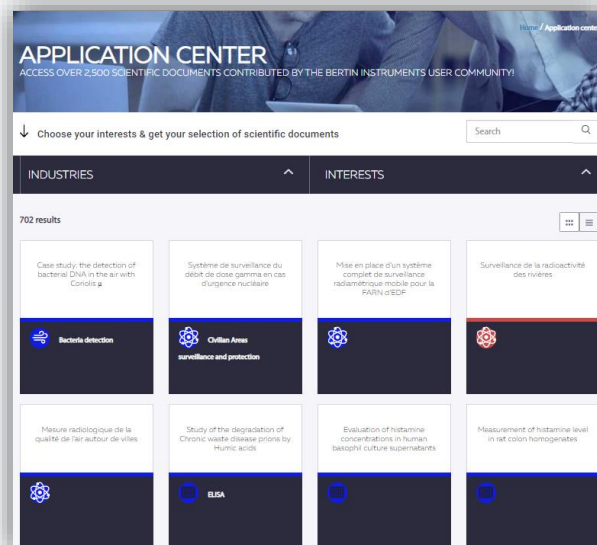 Home / Application center
APPLICATION CENTER
ACCESS OVER 2,500 SCIENTIFIC DOCUMENTS CONTRIBUTED BY THE BERTIN INSTRUMENTS USER COMMUNITY!
Choose your interests & get your selection of scientific documents
Search
INDUSTRIES
INTERESTS
702 results
Case study: the detection of
bacterial DNA in the air with
Coriolis µ
Bacteria detection
Système de surveillance du
débit de dose gamma en cas
d'urgence nucléaire
Civilian Areas
surveillance and protection
Mise en place d'un système
complet de surveillance
radiamétrique mobile pour la
FARN d'EDF
Surveillance de la radioactivité
des rivières
Mesure radiologique de la
qualité de l'air autour de villes
Study of the degradation of
Chronic waste disease prions by
Humic acids
ELISA
Evaluation of histamine
concentrations in human
basophil culture supernatants
Measurement of histamine level
in rat colon homogenates